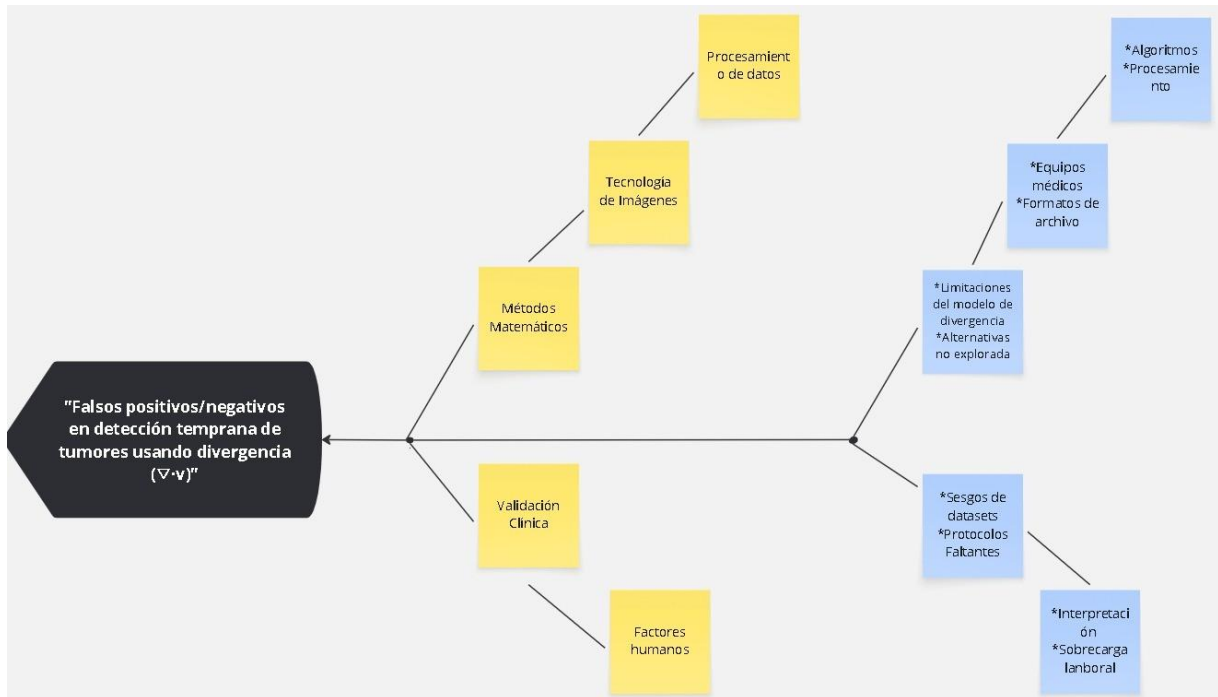 Procesamient
o de datos
*Algoritmos
*Procesamie
nto
Tecnología
de Imágenes
*Equipos
médicos
*Formatos de
archivo
Métodos
Matemáticos
*Limitaciones
del modelo de
divergencia
*Alternativas
no explorada
"Falsos positivos/negativos
en detección temprana de
tumores usando divergencia
(∇·v)"
Validación
Clínica
*Sesgos de
datasets
*Protocolos
Faltantes
Factores
humanos
*Interpretaci
ón
*Sobrecarga
lanboral